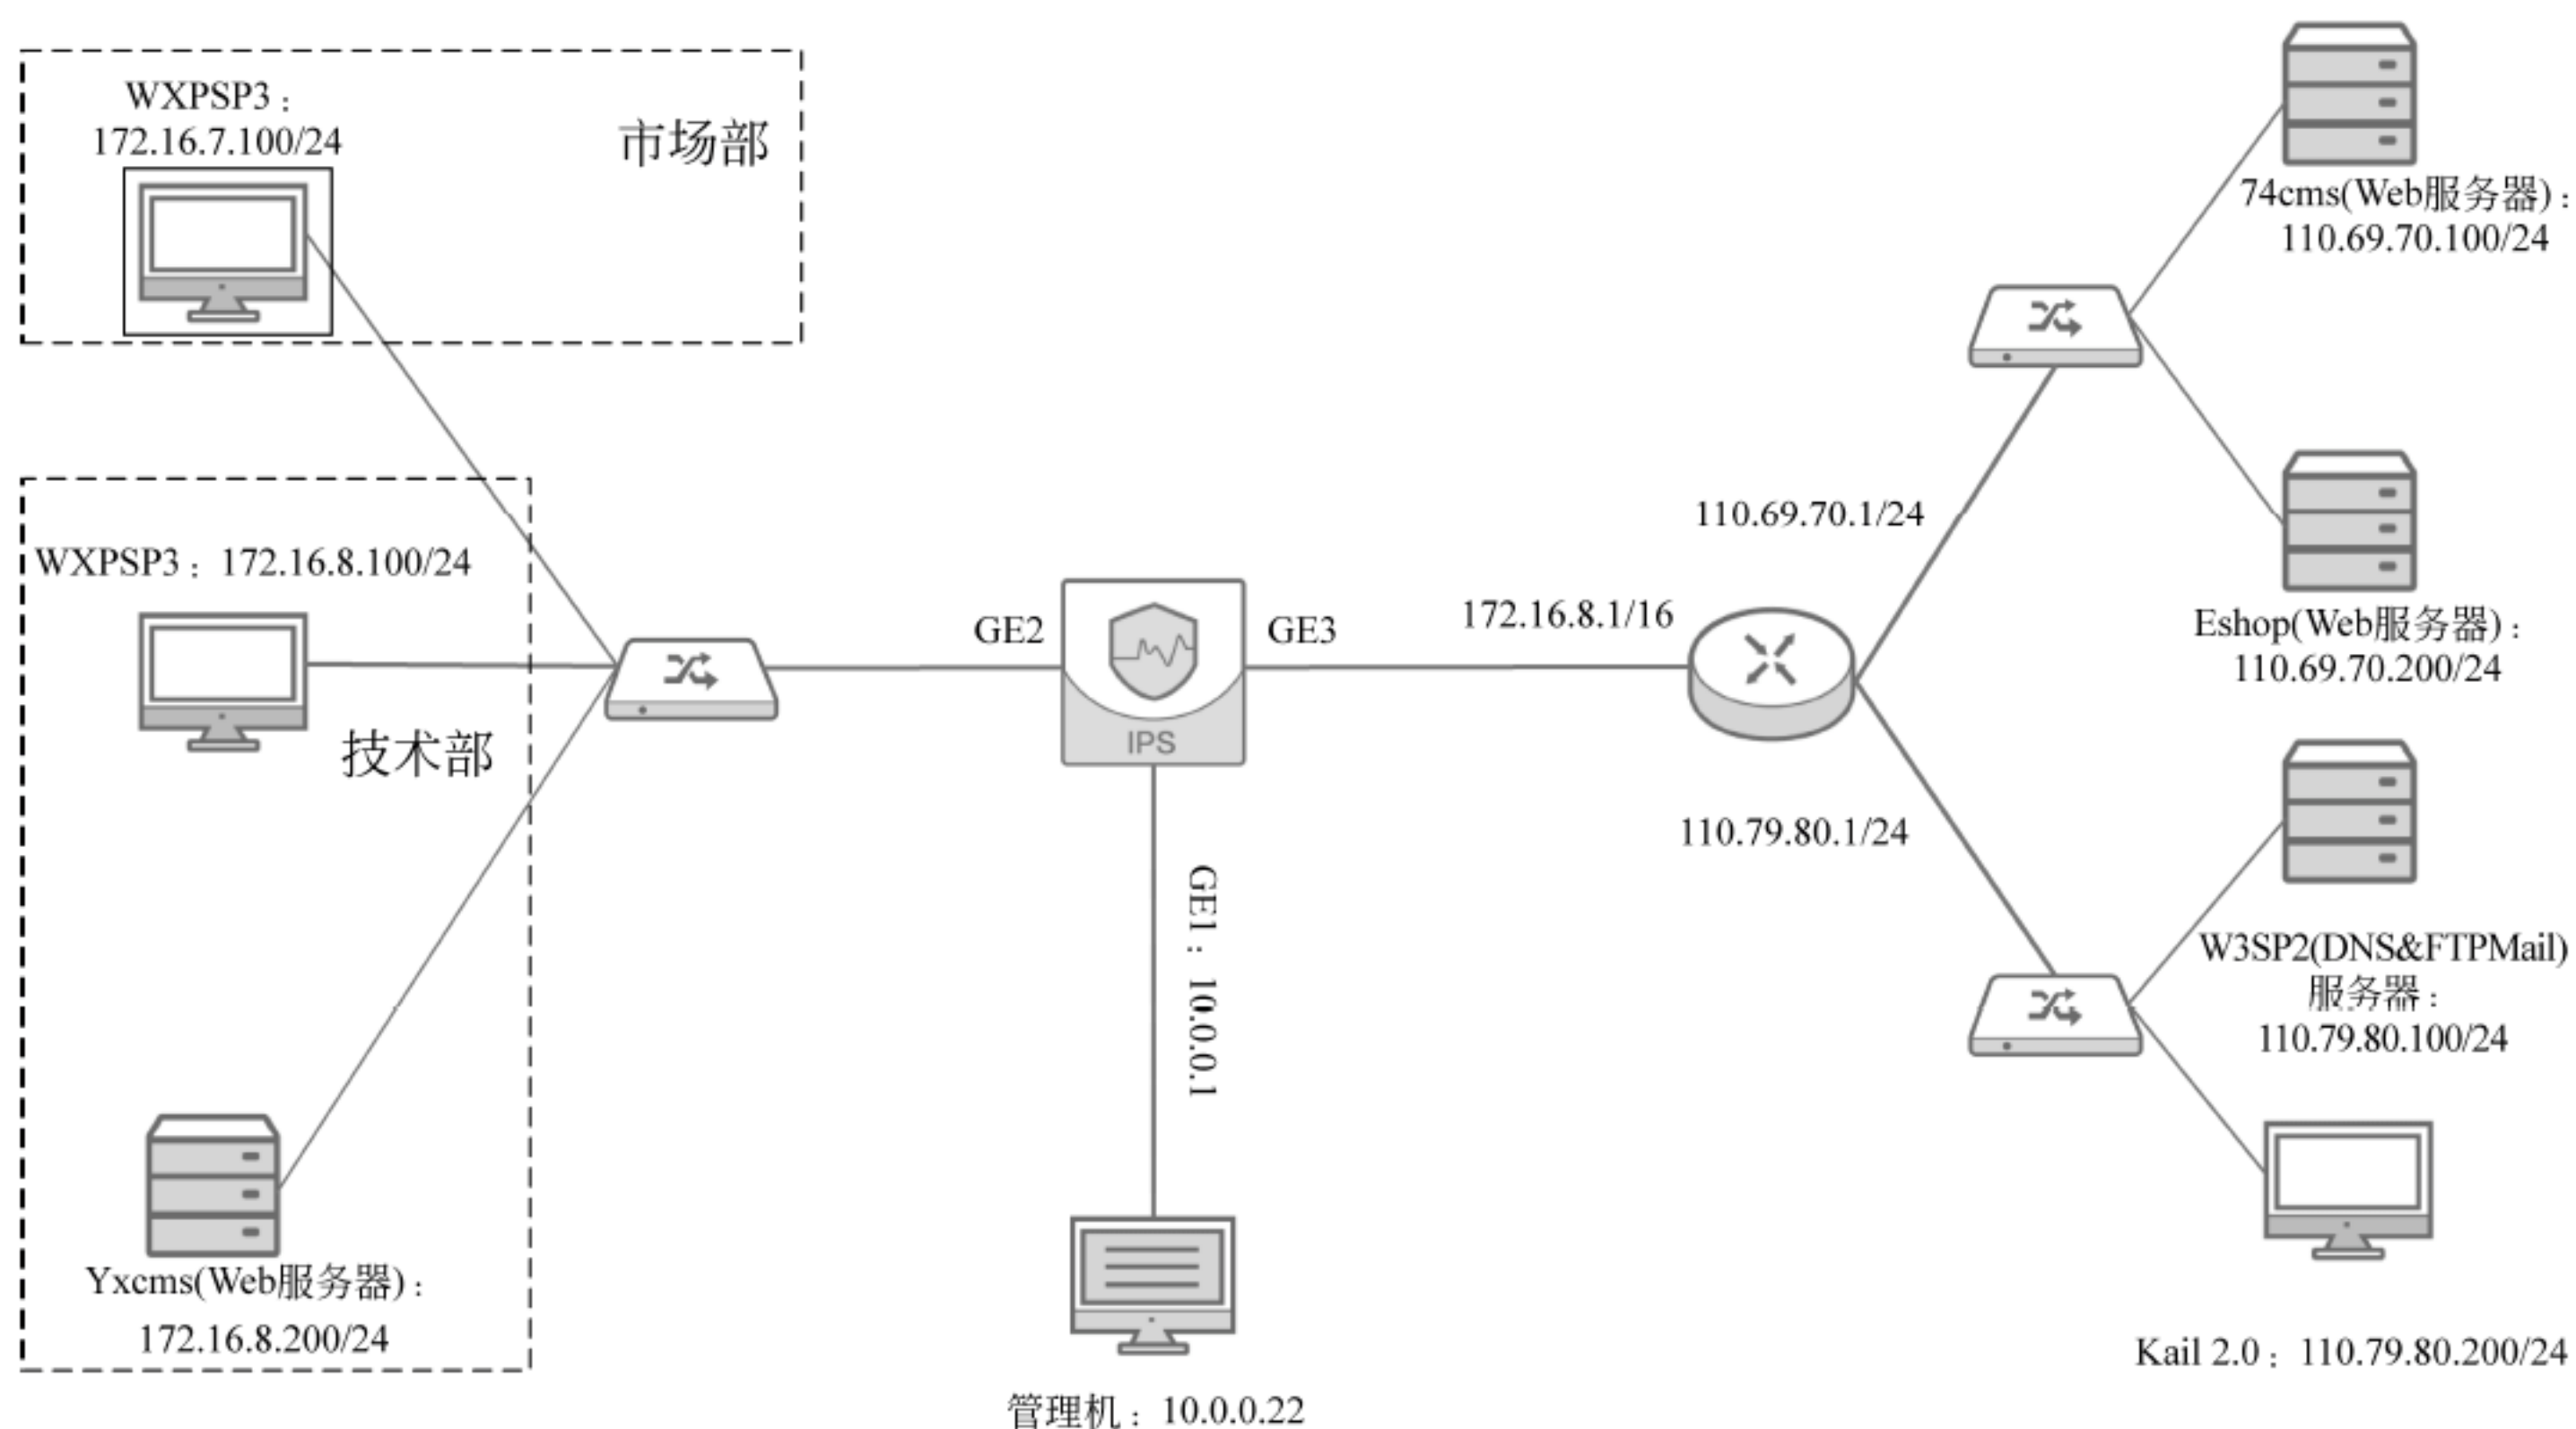 WXPSP3：
172.16.7.100/24
市场部
WXPSP3：172.16.8.100/24
技术部
Yxcms(Web服务器)：
172.16.8.200/24
GE2
IPS
GE3
GE1：10.0.0.1
管理机：10.0.0.22
172.16.8.1/16
110.69.70.1/24
110.79.80.1/24
74cms(Web服务器)：
110.69.70.100/24
Eshop(Web服务器)：
110.69.70.200/24
W3SP2(DNS&FTPMail)
服务器：
110.79.80.100/24
Kail 2.0：110.79.80.200/24